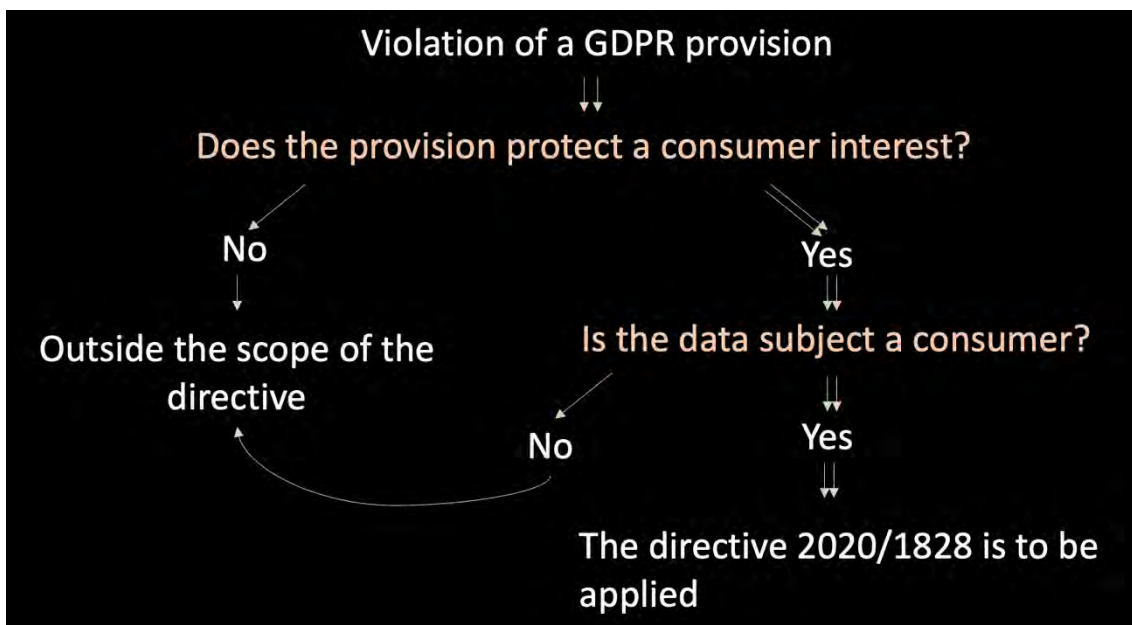 Violation of a GDPR provision
Does the provision protect a consumer interest?
No
Yes
Outside the scope of the
directive
Is the data subject a consumer?
No
Yes
The directive 2020/1828 is to be
applied